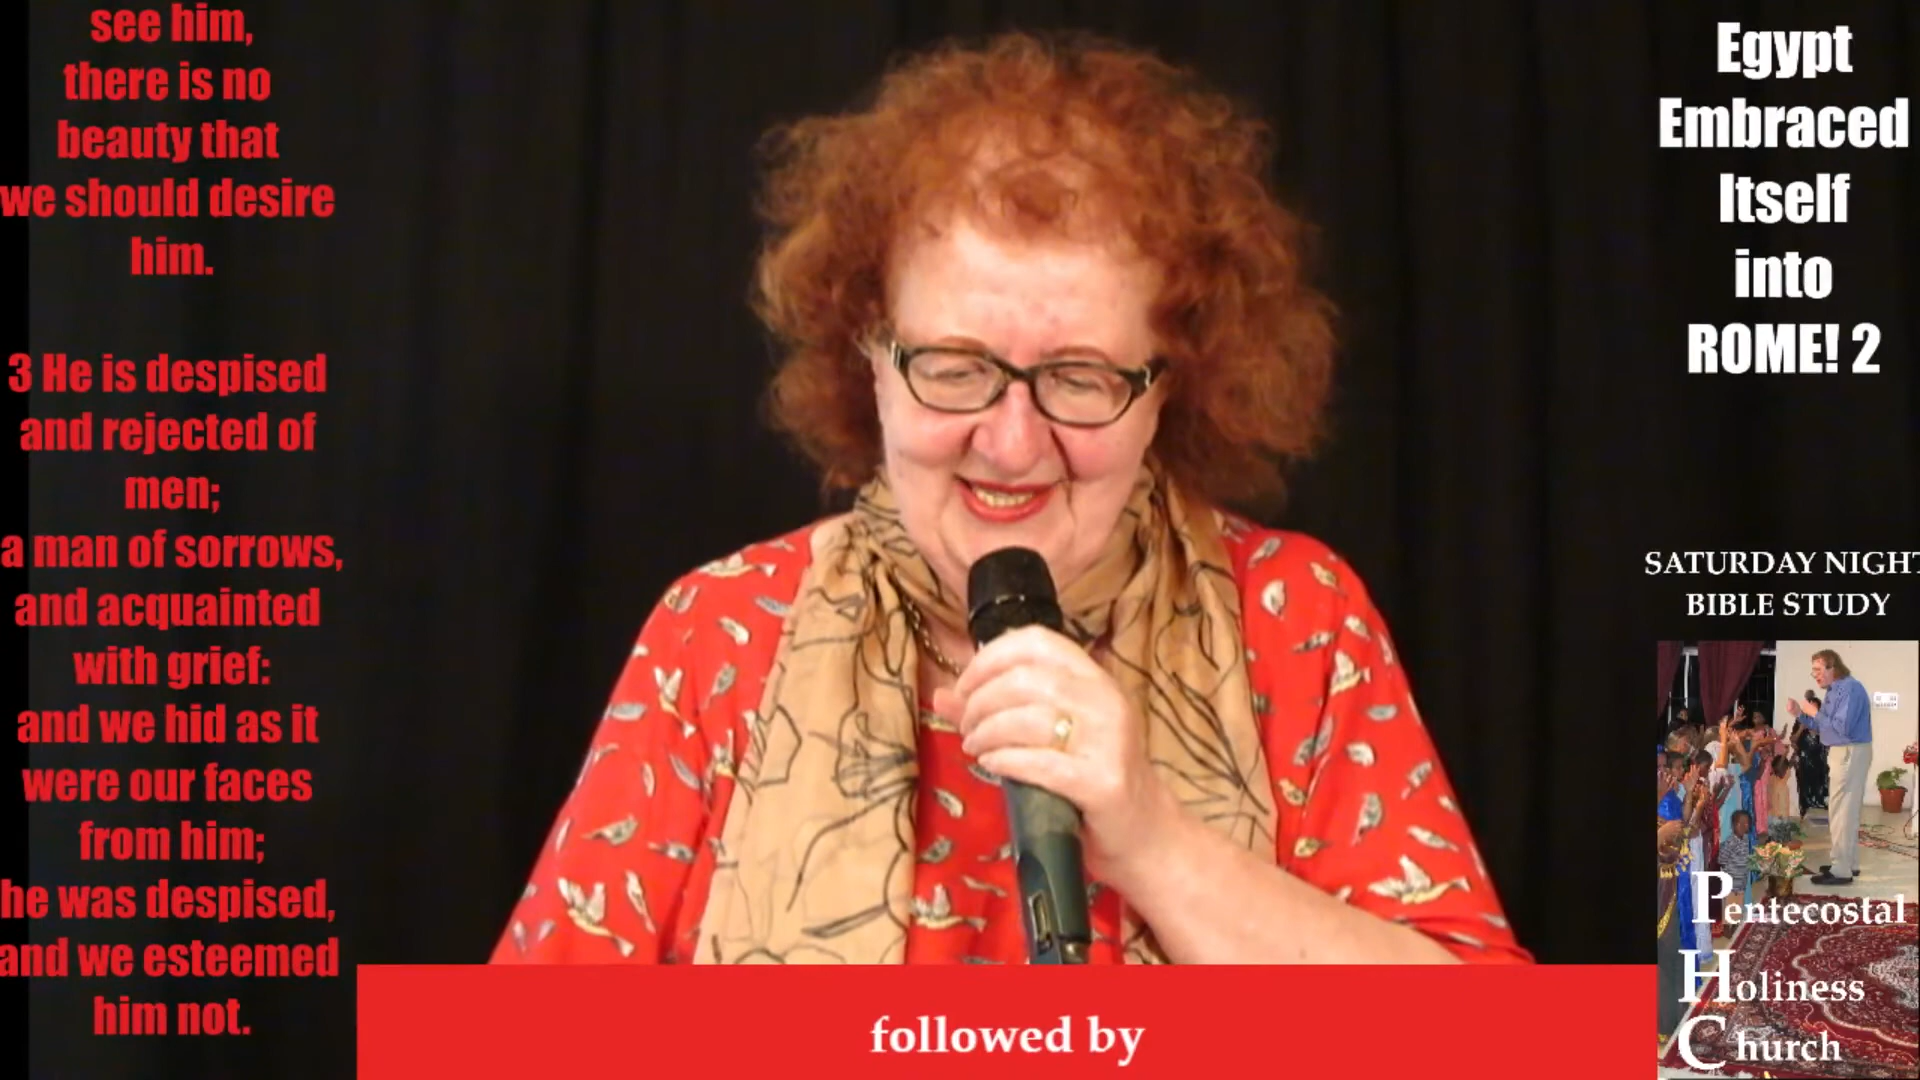 see him,
there is no
beauty that
we should desire
him.
3 He is despised
and rejected of
men;
a man of sorrows,
and acquainted
with grief:
and we hid as it
were our faces
from him;
he was despised,
and we esteemed
him not.
Egypt
Embraced
Itself
into
ROME! 2
SATURDAY NIGHT
BIBLE STUDY
Pentecostal
Holiness
Church
followed by